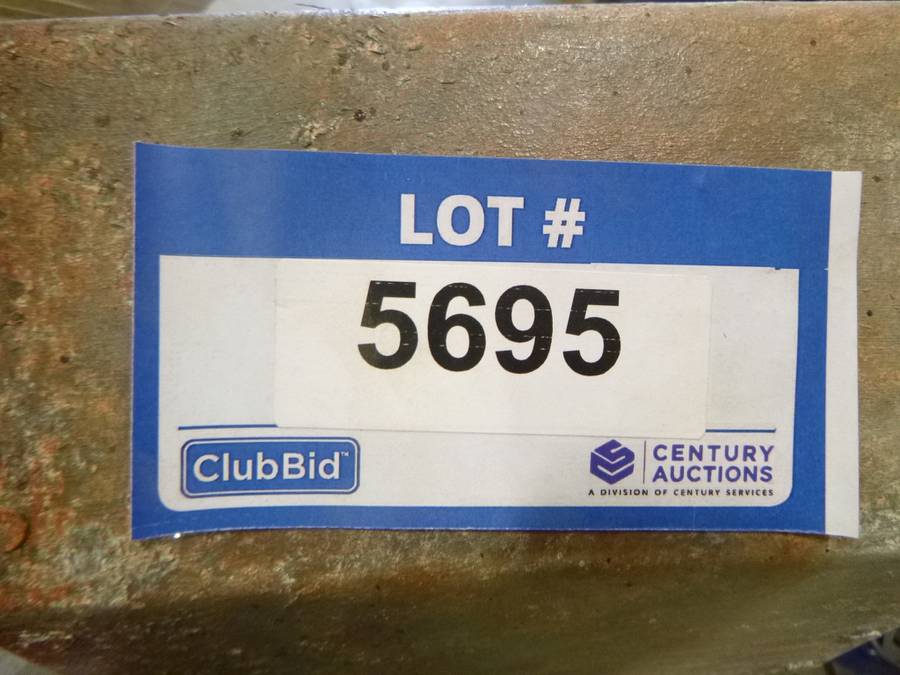 LOT #
5695
ClubBid™
CENTURY
AUCTIONS
A DIVISION OF CENTURY SERVICES